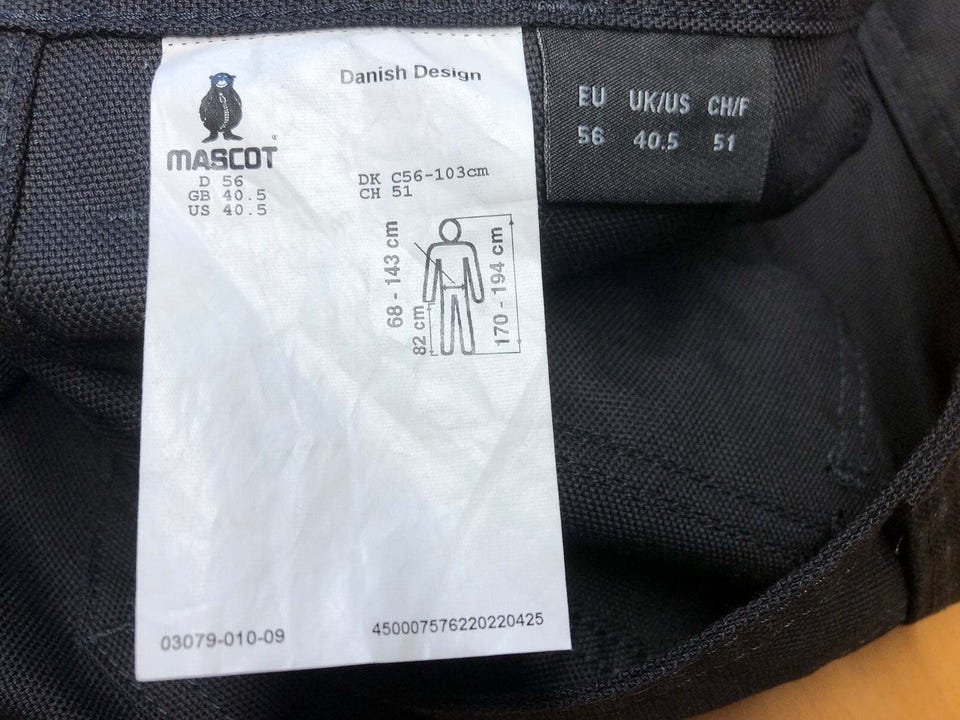 Danish Design
MASCOT
®
D 56
GB 40.5
US 40.5
DK C56-103cm
CH 51
68 - 143 cm
82 cm
170 - 194 cm
03079-010-09
450007576220220425
EU UK/US CH/F
56 40.5 51